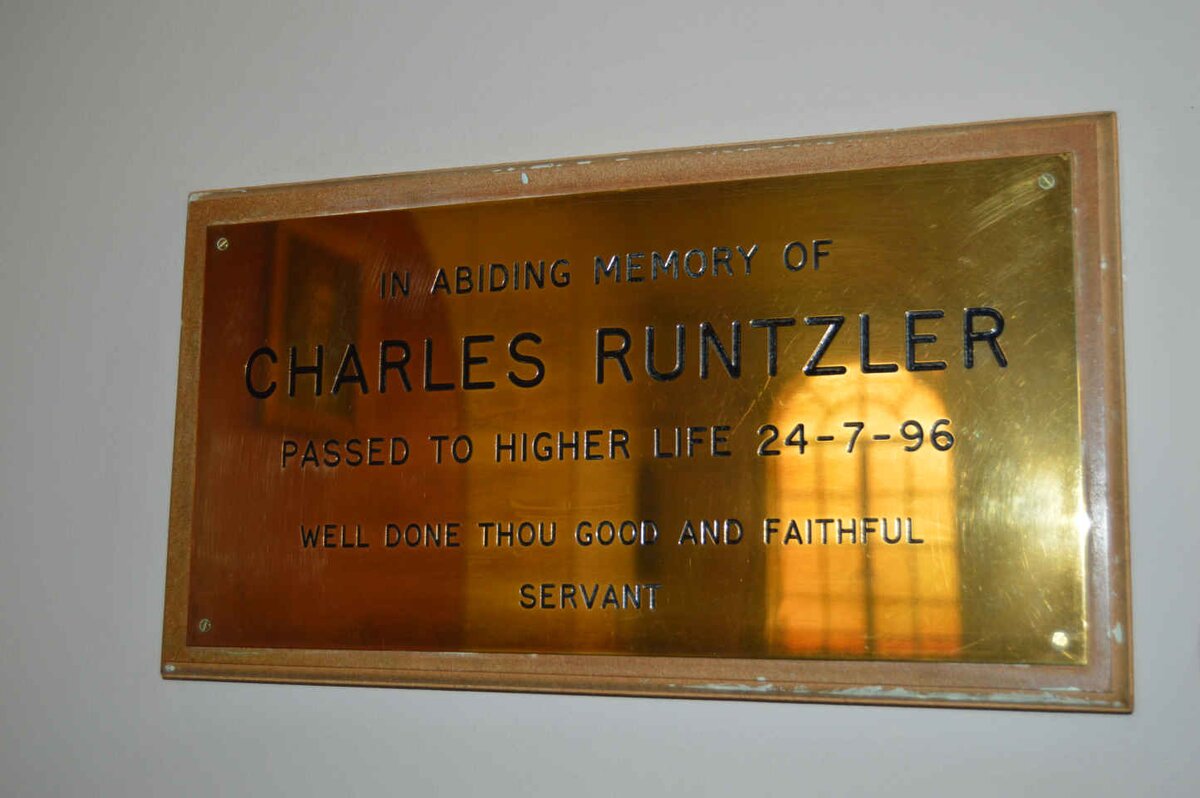 IN ABIDING MEMORY OF
CHARLES RUNTZLER
PASSED TO HIGHER LIFE 24-7-96
WELL DONE THOU GOOD AND FAITHFUL
SERVANT